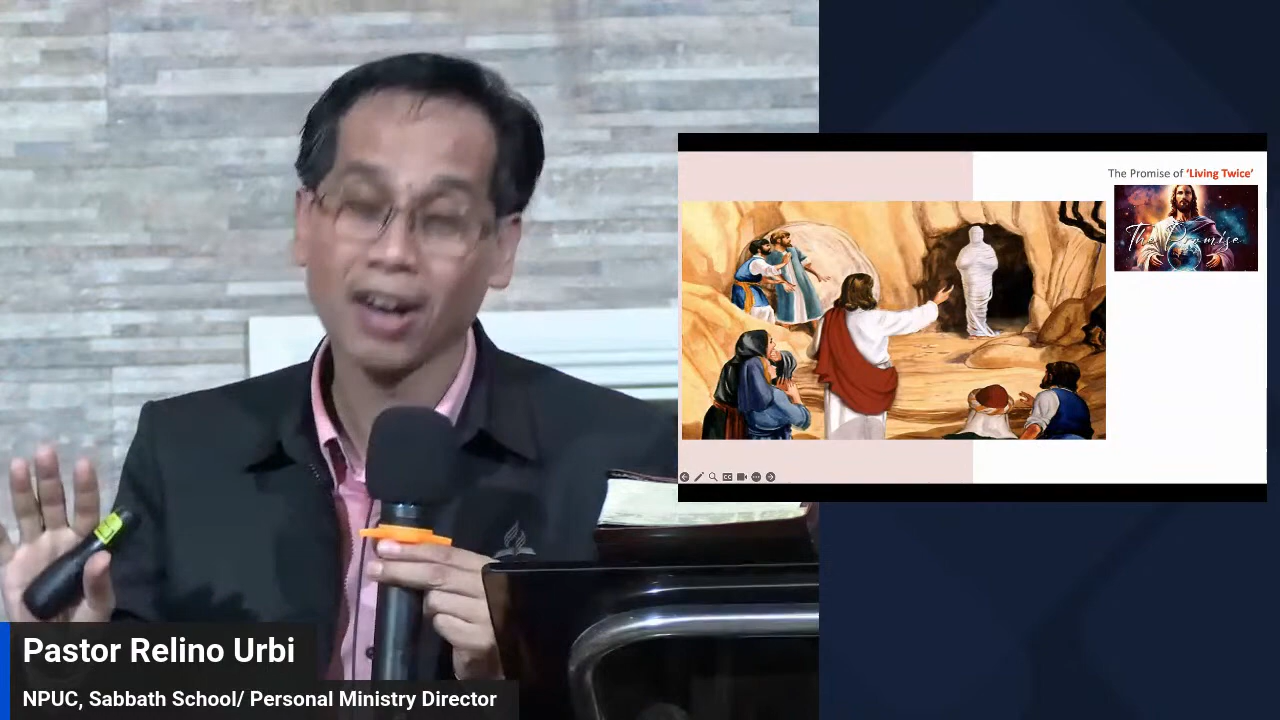 The Promise of ‘Living Twice’
The Promise
Pastor Relino Urbi
NPUC, Sabbath School/ Personal Ministry Director